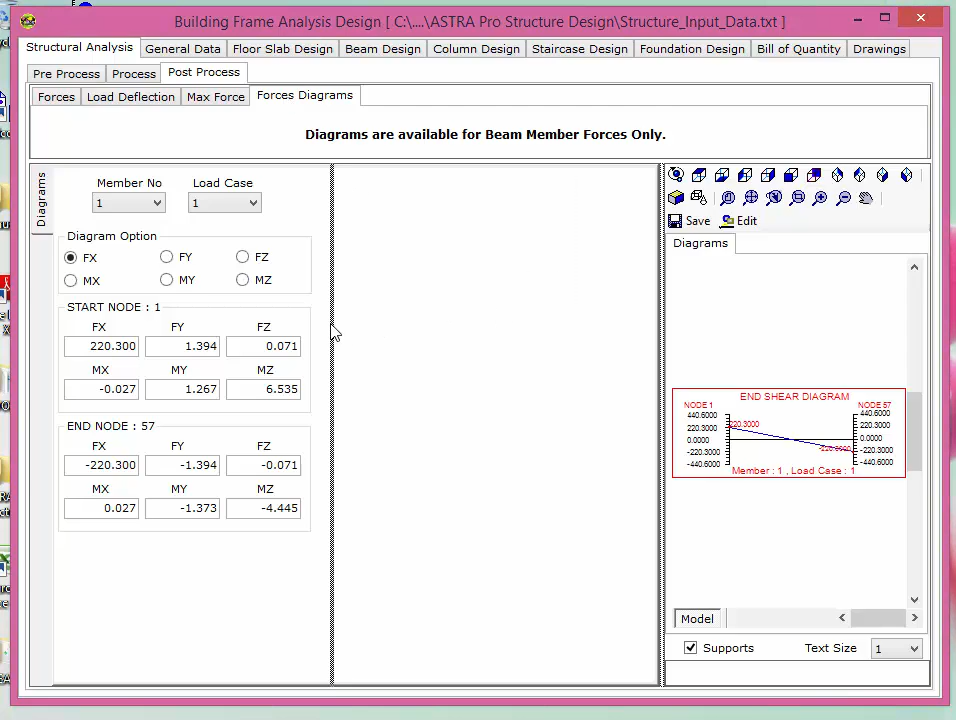 Building Frame Analysis Design [ C:\....\ASTRA Pro Structure Design\Structure_Input_Data.txt ]
Structural Analysis General Data Floor Slab Design Beam Design Column Design Staircase Design Foundation Design Bill of Quantity Drawings
Pre Process Process Post Process
Forces Load Deflection Max Force Forces Diagrams
Diagrams are available for Beam Member Forces Only.
Diagrams
Member No Load Case
1 1
Diagram Option
FX FY FZ
MX MY MZ
START NODE : 1
FX FY FZ
220.300 1.394 0.071
MX MY MZ
-0.027 1.267 6.535
END NODE : 57
FX FY FZ
-220.300 -1.394 -0.071
MX MY MZ
0.027 -1.373 -4.445
Save Edit
Diagrams
END SHEAR DIAGRAM
NODE 1 NODE 57
440.6000 440.6000
220.3000 220.3000 220.3000
0.0000 0.0000
-220.3000 -220.3000
-440.6000 -440.6000
Member : 1 , Load Case : 1
Model
Supports Text Size 1